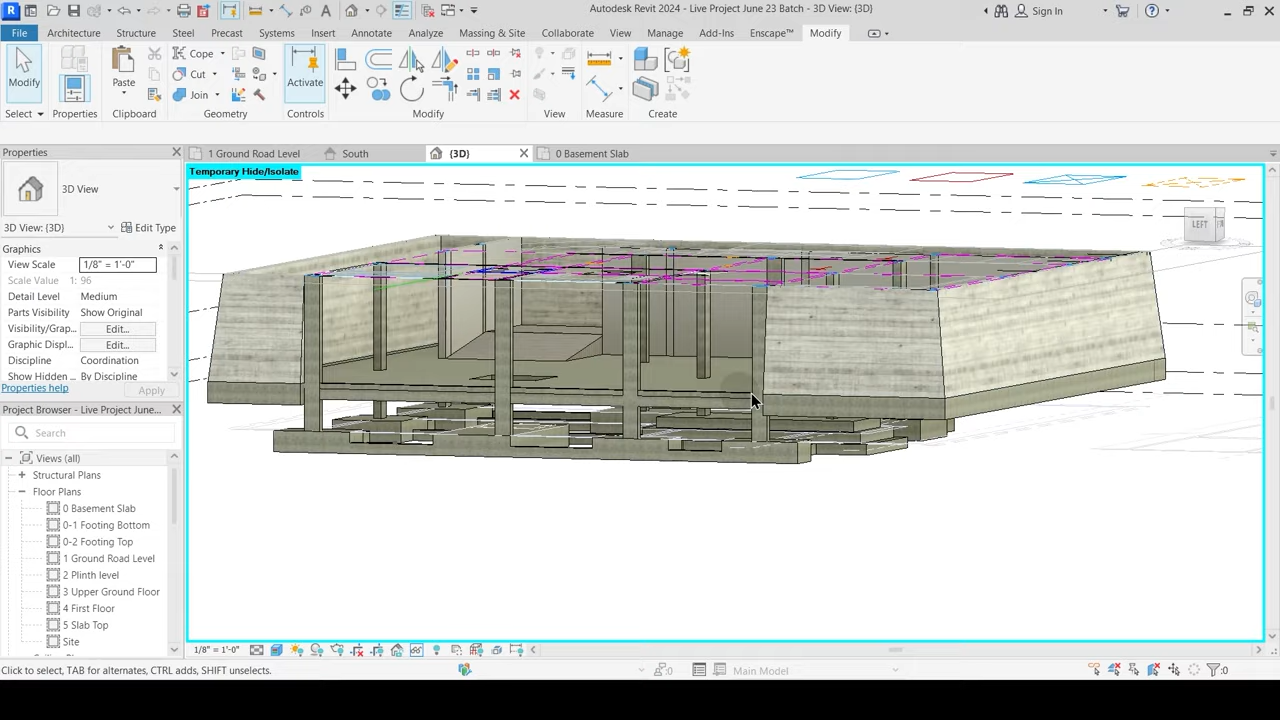 Autodesk Revit 2024 - Live Project June 23 Batch - 3D View: {3D}
Sign In
File Architecture Structure Steel Precast Systems Insert Annotate Analyze Massing & Site Collaborate View Manage Add-Ins Enscape™ Modify
Modify
Paste
Cope
Cut
Join
Activate
Select
Properties
Clipboard
Geometry
Controls
Modify
View
Measure
Create
Properties
1 Ground Road Level
South
{3D}
0 Basement Slab
Temporary Hide/Isolate
3D View
3D View: {3D}
Edit Type
Graphics
View Scale 1/8" = 1'-0"
Scale Value 1: 96
Detail Level Medium
Parts Visibility Show Original
Visibility/Grap... Edit...
Graphic Displ... Edit...
Discipline Coordination
Show Hidden ... By Discipline
Properties help
Apply
LEFT
Project Browser - Live Project June...
Search
Views (all)
Structural Plans
Floor Plans
0 Basement Slab
0-1 Footing Bottom
0-2 Footing Top
1 Ground Road Level
2 Plinth level
3 Upper Ground Floor
4 First Floor
5 Slab Top
Site
1/8" = 1'-0"
Click to select, TAB for alternates, CTRL adds, SHIFT unselects.
:0
Main Model
:0